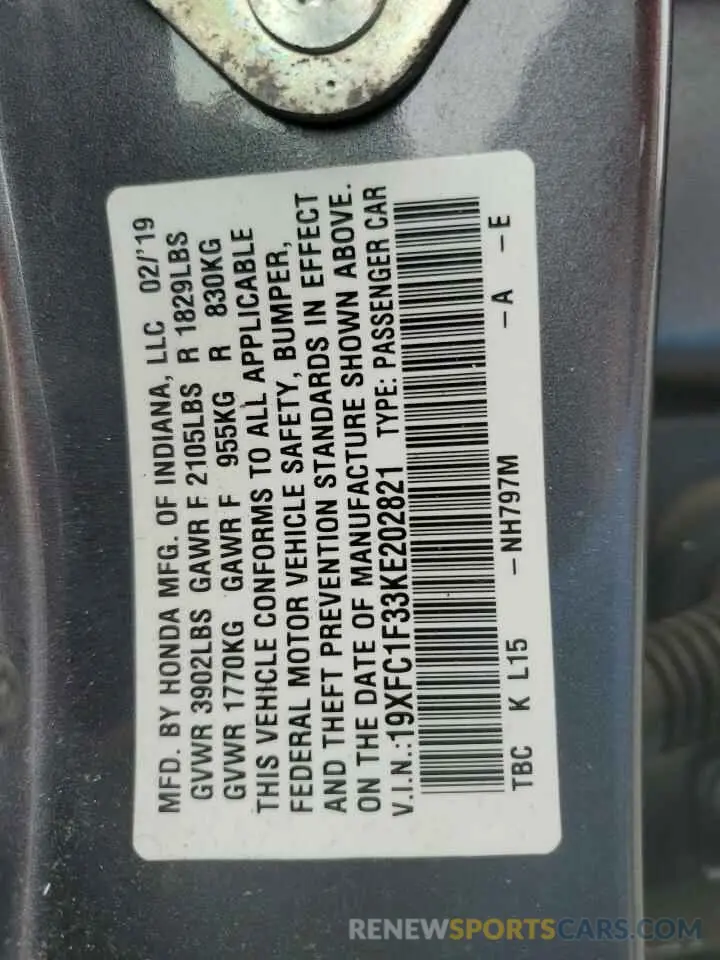 MFD. BY HONDA MFG. OF INDIANA, LLC 02/'19
GVWR 3902LBS GAWR F 2105LBS R 1829LBS
GVWR 1770KG GAWR F 955KG R 830KG
THIS VEHICLE CONFORMS TO ALL APPLICABLE
FEDERAL MOTOR VEHICLE SAFETY, BUMPER,
AND THEFT PREVENTION STANDARDS IN EFFECT
ON THE DATE OF MANUFACTURE SHOWN ABOVE.
V.I.N.:19XFC1F33KE202821 TYPE: PASSENGER CAR
TBC K L15 -NH797M -A -E
RENEWSPORTSCARS.COM